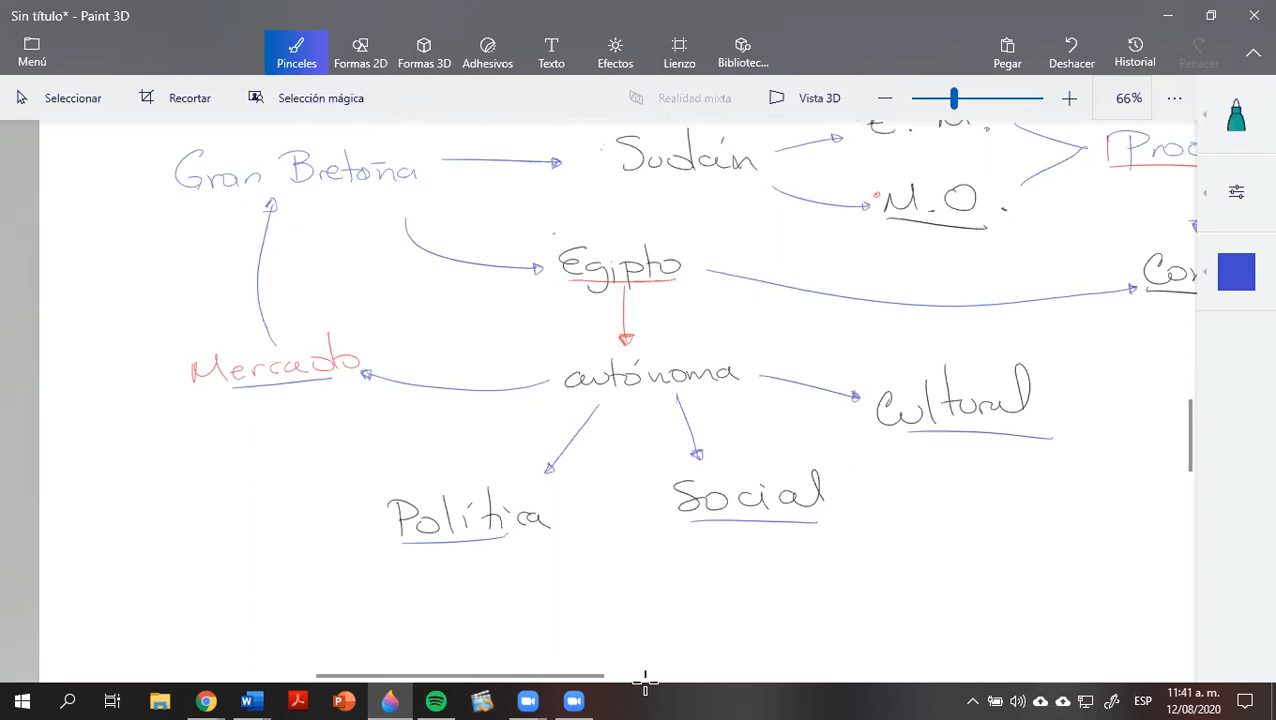 Sin título* - Paint 3D
Menú
Pinceles
Formas 2D
Formas 3D
Adhesivos
Texto
Efectos
Lienzo
Bibliotec...
Pegar
Deshacer
Historial
Rehacer
Seleccionar
Recortar
Selección mágica
Realidad mixta
Vista 3D
66%
E. M.
Gran Bretaña
Sudán
Proc
M. O.
Egipto
Con
Mercado
autónoma
Cultural
Política
Social
ESP
11:41 a. m.
12/08/2020